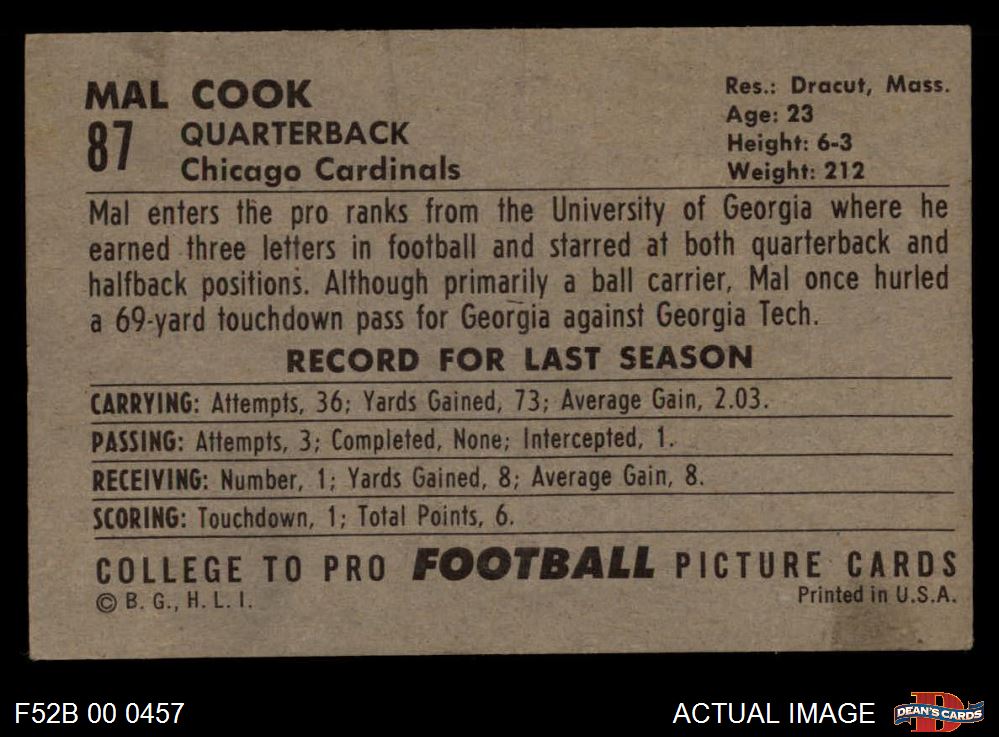 MAL COOK
87
QUARTERBACK
Chicago Cardinals
Res.: Dracut, Mass.
Age: 23
Height: 6-3
Weight: 212
Mal enters the pro ranks from the University of Georgia where he
earned three letters in football and starred at both quarterback and
halfback positions. Although primarily a ball carrier, Mal once hurled
a 69-yard touchdown pass for Georgia against Georgia Tech.
RECORD FOR LAST SEASON
CARRYING: Attempts, 36; Yards Gained, 73; Average Gain, 2.03.
PASSING: Attempts, 3; Completed, None; Intercepted, 1.
RECEIVING: Number, 1; Yards Gained, 8; Average Gain, 8.
SCORING: Touchdown, 1; Total Points, 6.
COLLEGE TO PRO FOOTBALL PICTURE CARDS
© B. G., H. L. I.
Printed in U.S.A.
F52B 00 0457
ACTUAL IMAGE
D
DEAN'S CARDS